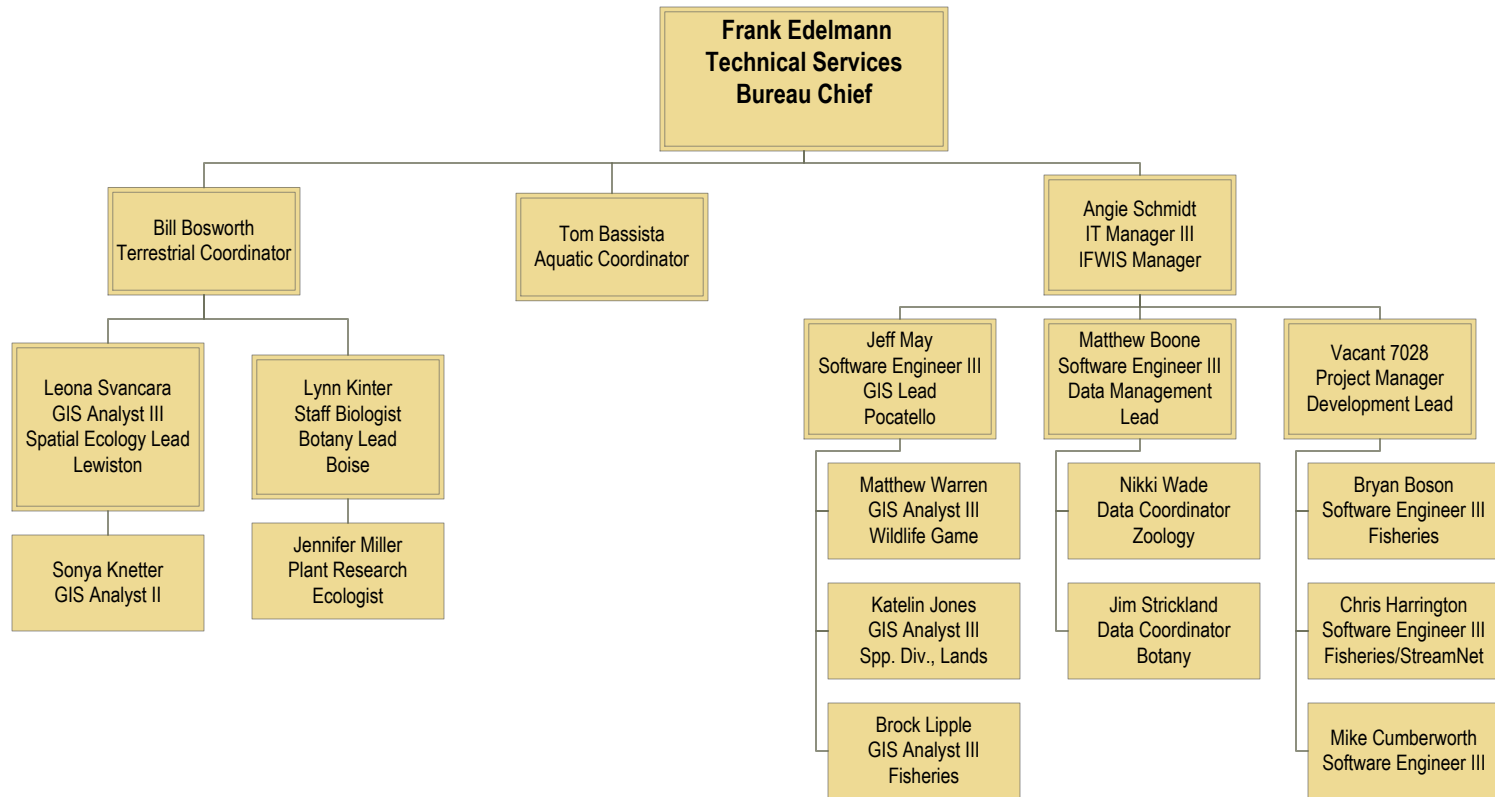 Frank Edelmann
Technical Services
Bureau Chief
Bill Bosworth
Terrestrial Coordinator
Tom Bassista
Aquatic Coordinator
Angie Schmidt
IT Manager III
IFWIS Manager
Leona Svancara
GIS Analyst III
Spatial Ecology Lead
Lewiston
Lynn Kinter
Staff Biologist
Botany Lead
Boise
Jeff May
Software Engineer III
GIS Lead
Pocatello
Matthew Boone
Software Engineer III
Data Management
Lead
Vacant 7028
Project Manager
Development Lead
Sonya Knetter
GIS Analyst II
Jennifer Miller
Plant Research
Ecologist
Matthew Warren
GIS Analyst III
Wildlife Game
Nikki Wade
Data Coordinator
Zoology
Bryan Boson
Software Engineer III
Fisheries
Katelin Jones
GIS Analyst III
Spp. Div., Lands
Jim Strickland
Data Coordinator
Botany
Chris Harrington
Software Engineer III
Fisheries/StreamNet
Brock Lipple
GIS Analyst III
Fisheries
Mike Cumberworth
Software Engineer III